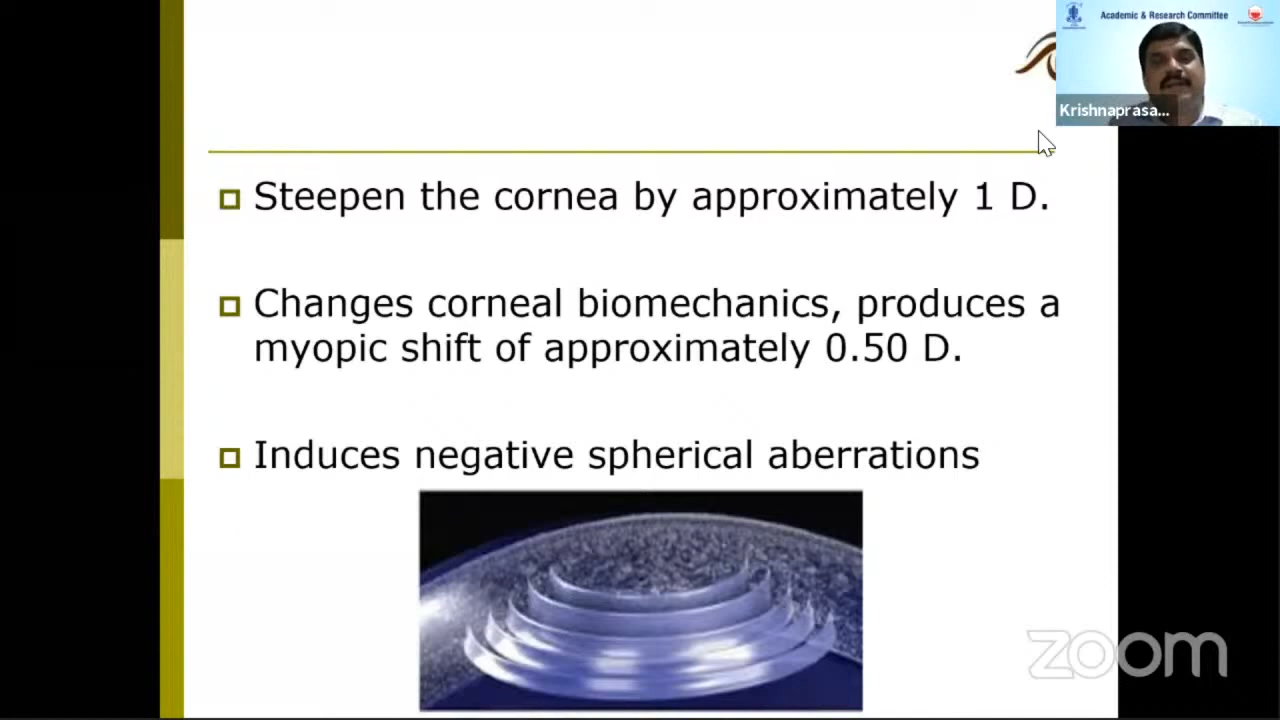 Academic & Research Committee
Krishnaprasa...
Steepen the cornea by approximately 1 D.
Changes corneal biomechanics, produces a
myopic shift of approximately 0.50 D.
Induces negative spherical aberrations
zoom